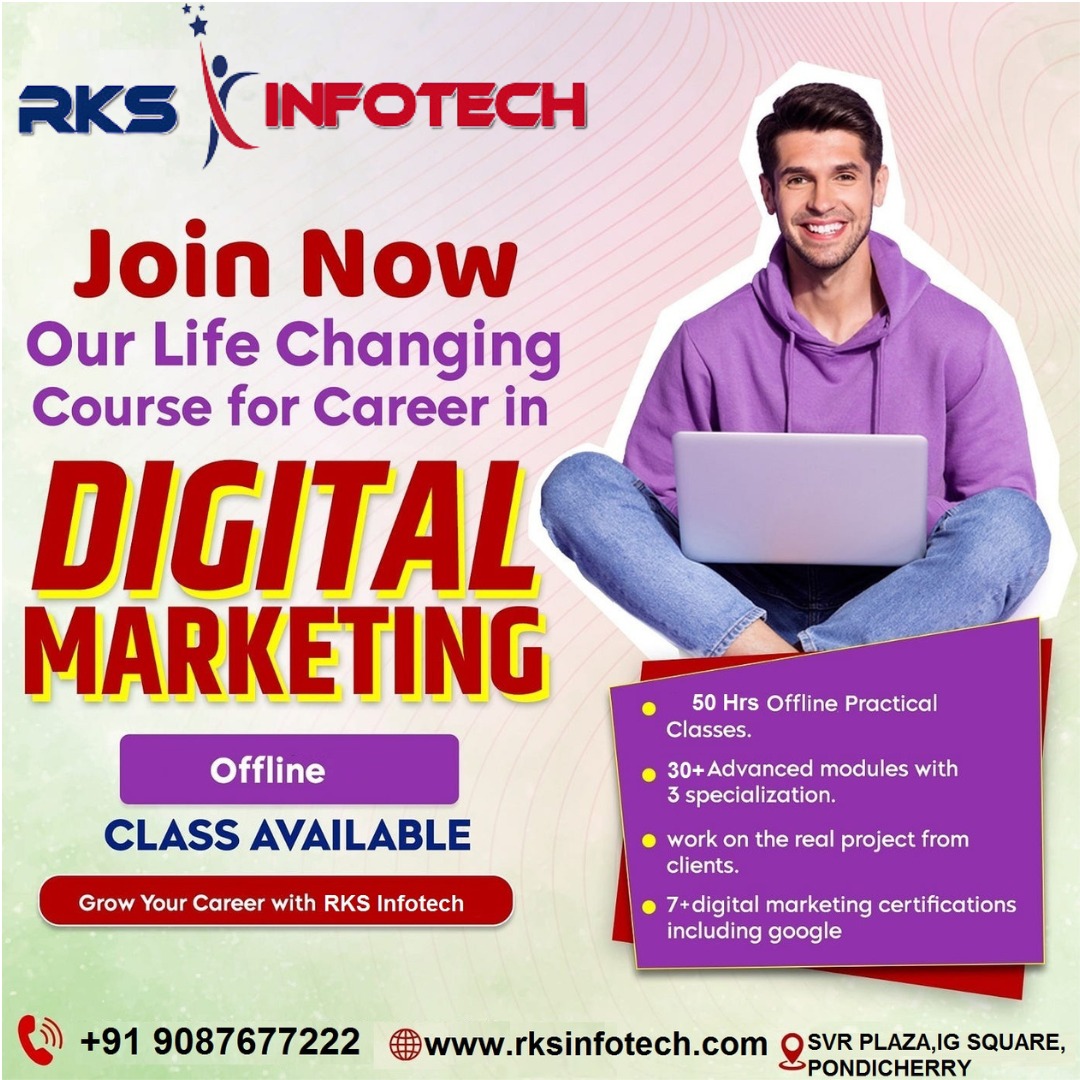 RKS INFOTECH
Join Now
Our Life Changing
Course for Career in
DIGITAL
MARKETING
Offline
CLASS AVAILABLE
Grow Your Career with RKS Infotech
50 Hrs Offline Practical
Classes.
30+Advanced modules with
3 specialization.
work on the real project from
clients.
7+digital marketing certifications
including google
+91 9087677222
www.rksinfotech.com
SVR PLAZA,IG SQUARE,
PONDICHERRY